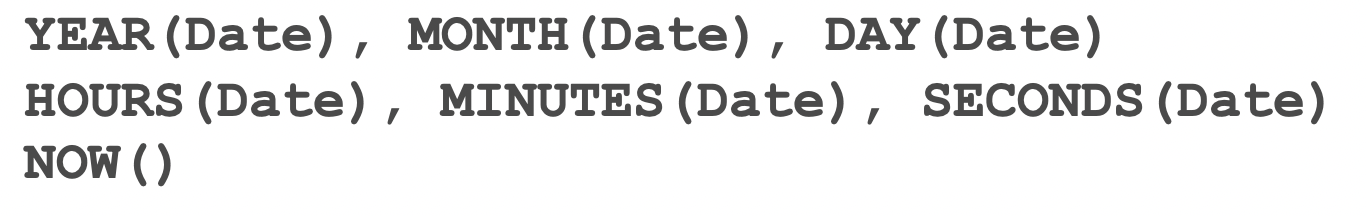 YEAR(Date), MONTH(Date), DAY(Date)
HOURS(Date), MINUTES(Date), SECONDS(Date)
NOW()